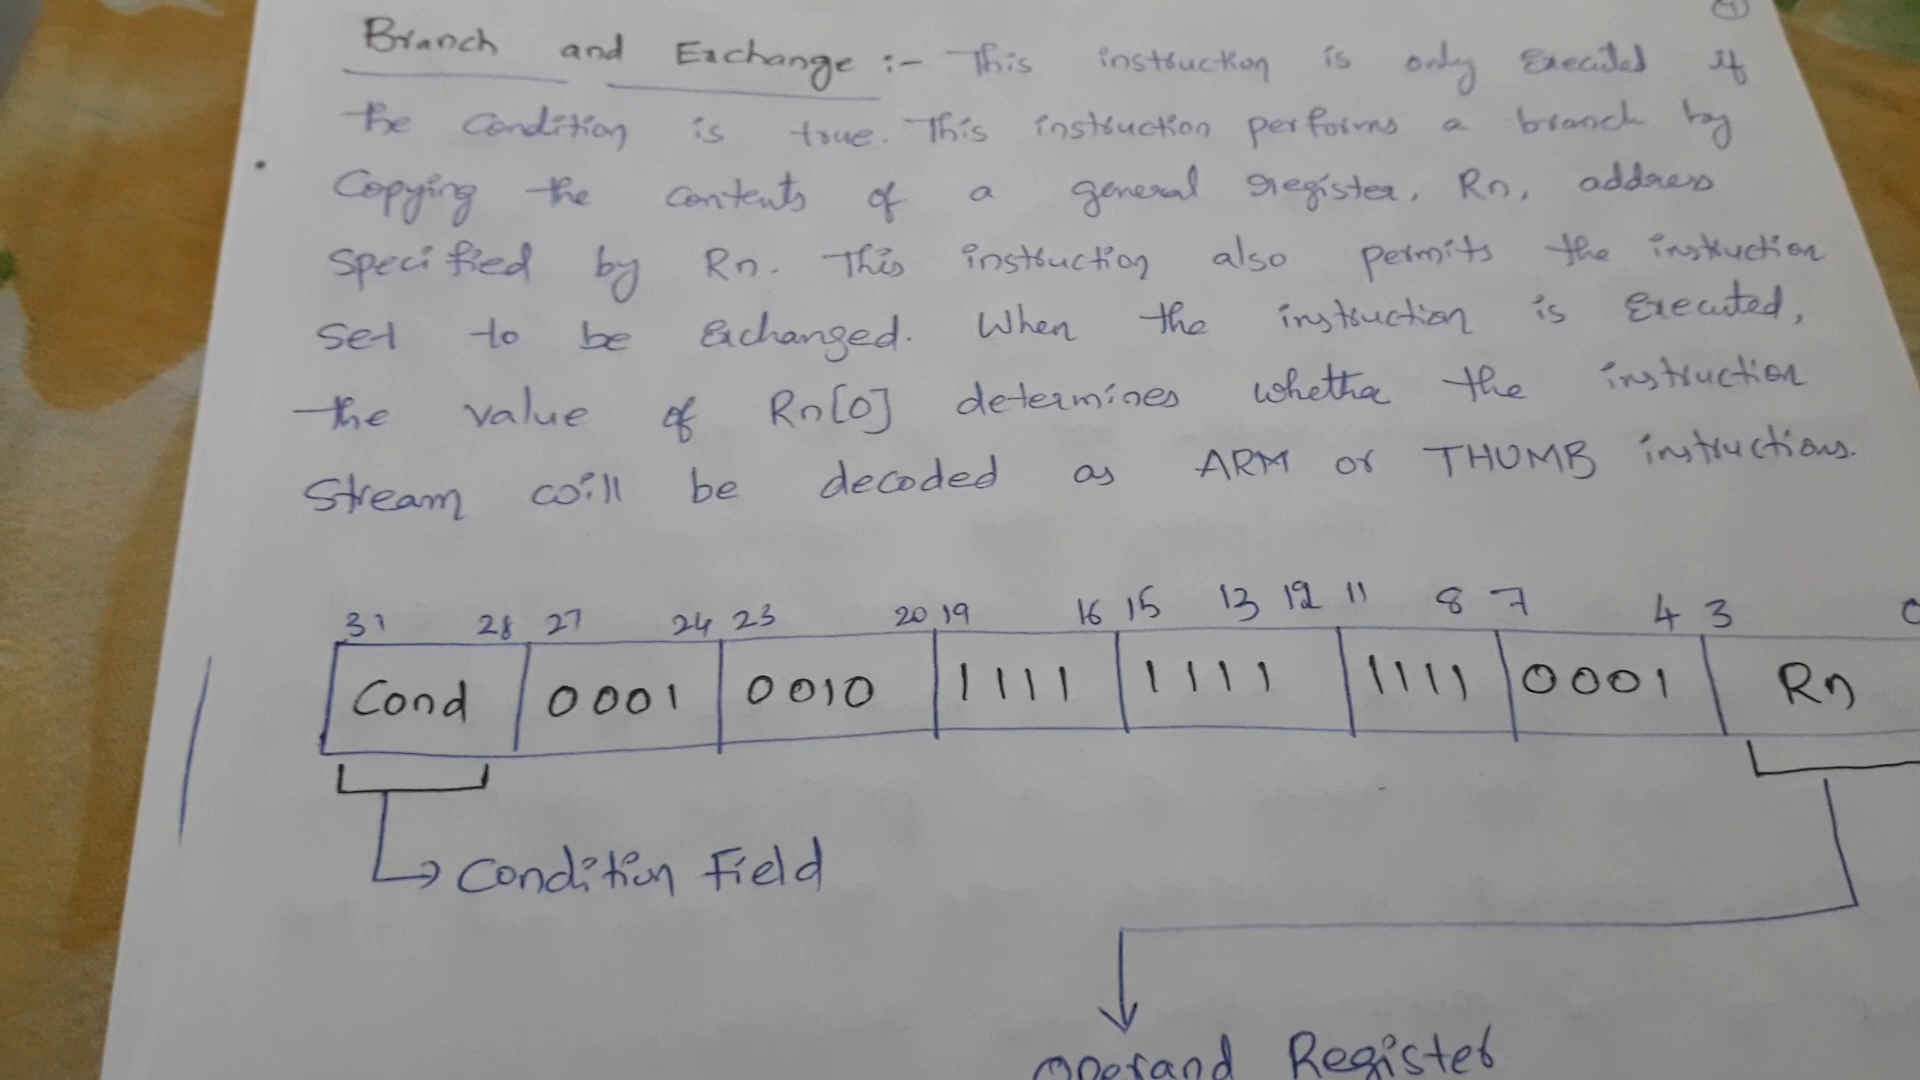 Branch and Exchange :- This instruction is only Executed if
the Condition is true. This instruction performs a branch by
Copying the contents of a general register, Rn, address
specified by Rn. This instruction also permits the instruction
set to be Exchanged. When the instruction is Executed,
the value of Rn[0] determines whether the instruction
Stream will be decoded as ARM or THUMB instructions.
31 28 27 24 23 20 19 16 15 13 12 11 8 7 4 3
Cond 0001 0010 1111 1111 1111 0001 Rn
Condition Field
Operand Register